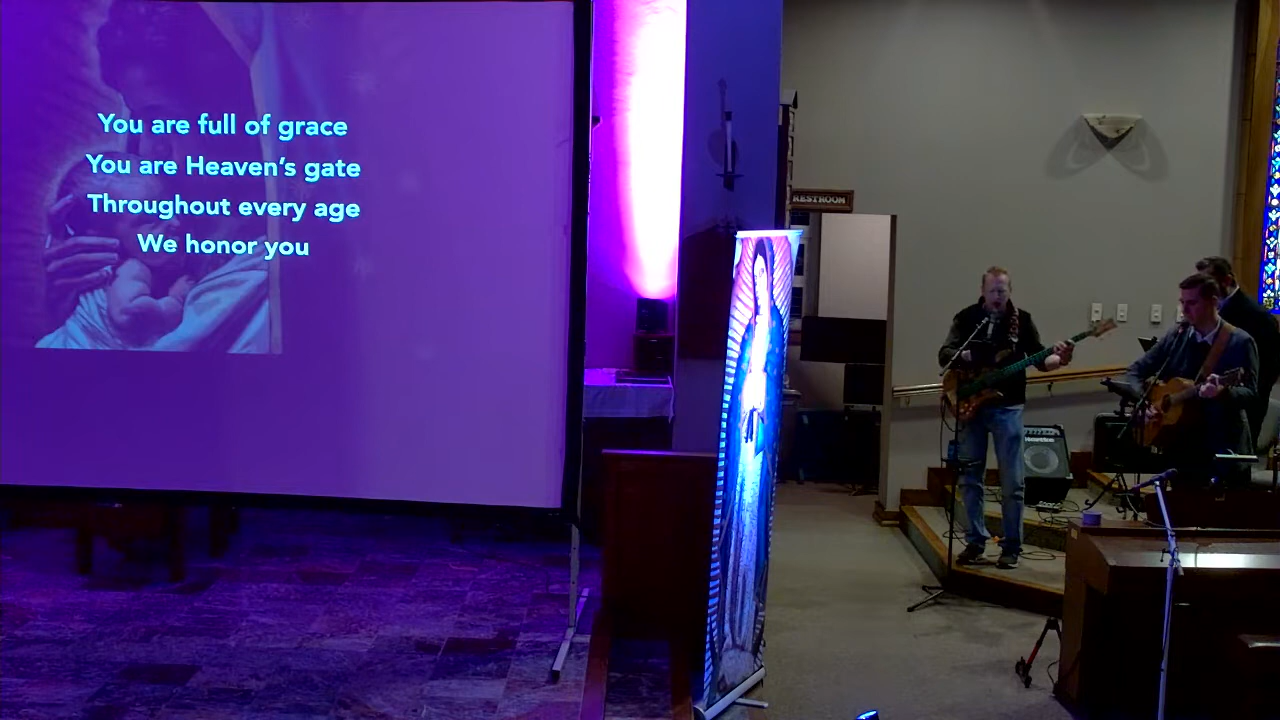 You are full of grace
You are Heaven's gate
Throughout every age
We honor you
RESTROOM